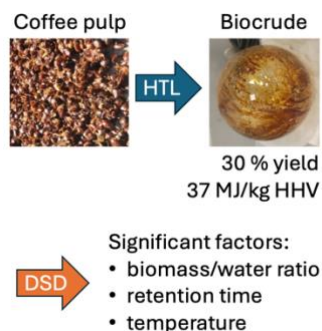 Coffee pulp
Biocrude
HTL
30 % yield
37 MJ/kg HHV
DSD
Significant factors:
• biomass/water ratio
• retention time
• temperature